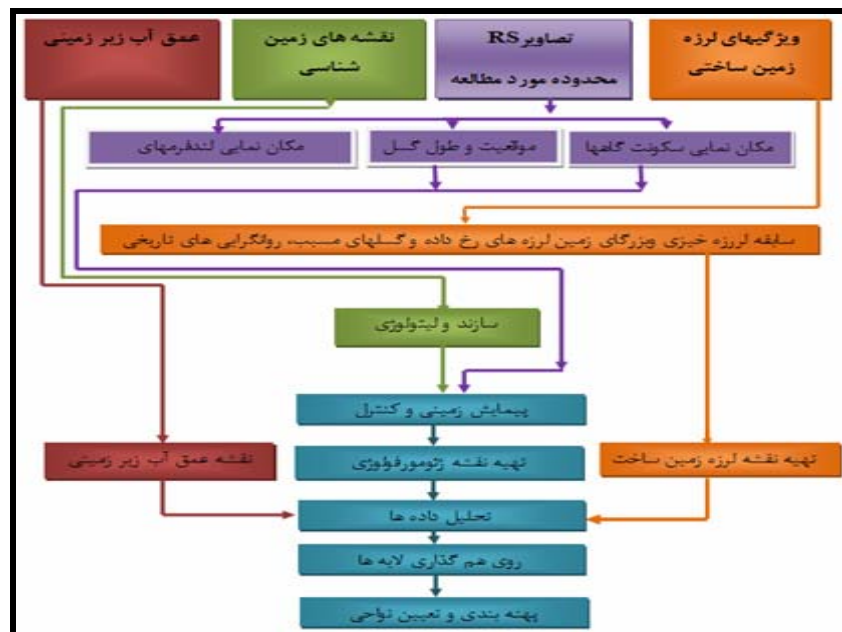 ویژگیهای لرزه
زمین ساختی
تصاویر RS
محدوده مورد مطالعه
نقشه های زمین
شناسی
عمق آب زیر زمینی
مکان نمایی سکونت گاهها
موقعیت و طول گسل
مکان نمایی لندفرمهای
سابقه لررزه خیزی ویزرگای زمین لرزه های رخ داده و گسلهای مسبب، روانگرایی های تاریخی
سازند و لیتولوژی
پیمایش زمینی و کنترل
تهیه نقشه لرزه زمین ساخت
تهیه نقشه ژئومورفولوژی
نقشه عمق آب زیر زمینی
تحلیل داده ها
روی هم گذاری لایه ها
پهنه بندی و تعیین نواحی